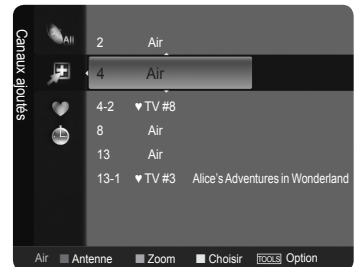 Canaux ajoutés
All
2 Air
4 Air
4-2 ♥ TV #8
8 Air
13 Air
13-1 ♥ TV #3 Alice's Adventures in Wonderland
Air Antenne Zoom Choisir TOOLS Option